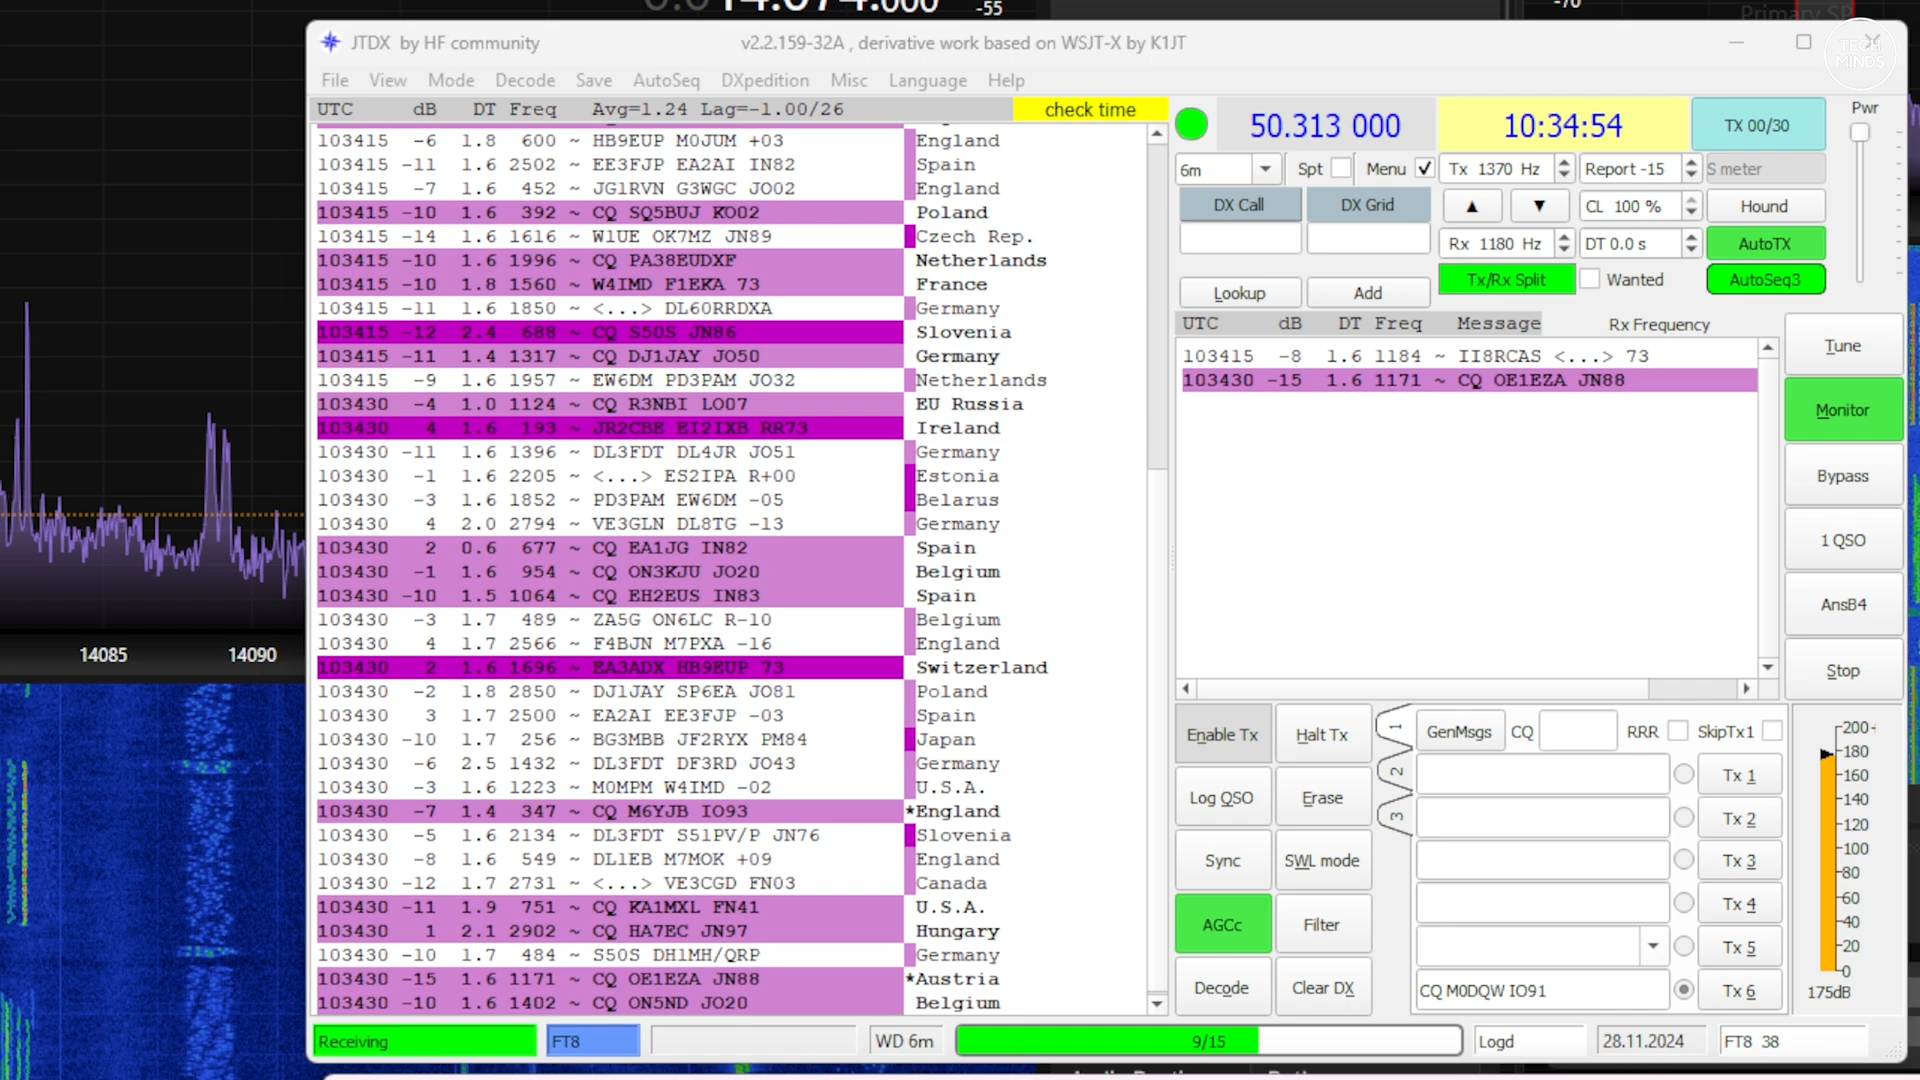 14.074.000
-55
-70
Primary SP
TECH MINDS
JTDX by HF community v2.2.159-32A , derivative work based on WSJT-X by K1JT
File View Mode Decode Save AutoSeq DXpedition Misc Language Help
UTC dB DT Freq Avg=1.24 Lag=-1.00/26 check time
103415 -6 1.8 600 ~ HB9EUP M0JUM +03 England
103415 -11 1.6 2502 ~ EE3FJP EA2AI IN82 Spain
103415 -7 1.6 452 ~ JG1RVN G3WGC JO02 England
103415 -10 1.6 392 ~ CQ SQ5BUJ KO02 Poland
103415 -14 1.6 1616 ~ W1UE OK7MZ JN89 Czech Rep.
103415 -10 1.6 1996 ~ CQ PA38EUDXF Netherlands
103415 -10 1.8 1560 ~ W4IMD F1EKA 73 France
103415 -11 1.6 1850 ~ <...> DL60RRDXA Germany
103415 -12 2.4 688 ~ CQ S50S JN86 Slovenia
103415 -11 1.4 1317 ~ CQ DJ1JAY JO50 Germany
103415 -9 1.6 1957 ~ EW6DM PD3PAM JO32 Netherlands
103430 -4 1.0 1124 ~ CQ R3NBI LO07 EU Russia
103430 4 1.6 193 ~ JR2CBE EI2IXB RR73 Ireland
103430 -11 1.6 1396 ~ DL3FDT DL4JR JO51 Germany
103430 -1 1.6 2205 ~ <...> ES2IPA R+00 Estonia
103430 -3 1.6 1852 ~ PD3PAM EW6DM -05 Belarus
103430 4 2.0 2794 ~ VE3GLN DL8TG -13 Germany
103430 2 0.6 677 ~ CQ EA1JG IN82 Spain
103430 -1 1.6 954 ~ CQ ON3KJU JO20 Belgium
103430 -10 1.5 1064 ~ CQ EH2EUS IN83 Spain
103430 -3 1.7 489 ~ ZA5G ON6LC R-10 Belgium
103430 4 1.7 2566 ~ F4BJN M7PXA -16 England
103430 2 1.6 1696 ~ EA3ADX HB9EUP 73 Switzerland
103430 -2 1.8 2850 ~ DJ1JAY SP6EA JO81 Poland
103430 3 1.7 2500 ~ EA2AI EE3FJP -03 Spain
103430 -10 1.7 256 ~ BG3MBB JF2RYX PM84 Japan
103430 -6 2.5 1432 ~ DL3FDT DF3RD JO43 Germany
103430 -3 1.6 1223 ~ M0MPM W4IMD -02 U.S.A.
103430 -7 1.4 347 ~ CQ M6YJB IO93 *England
103430 -5 1.6 2134 ~ DL3FDT S51PV/P JN76 Slovenia
103430 -8 1.6 549 ~ DL1EB M7MOK +09 England
103430 -12 1.7 2731 ~ <...> VE3CGD FN03 Canada
103430 -11 1.9 751 ~ CQ KA1MXL FN41 U.S.A.
103430 1 2.1 2902 ~ CQ HA7EC JN97 Hungary
103430 -10 1.7 484 ~ S50S DH1MH/QRP Germany
103430 -15 1.6 1171 ~ CQ OE1EZA JN88 *Austria
103430 -10 1.6 1402 ~ CQ ON5ND JO20 Belgium
14085 14090
50.313 000 10:34:54 TX 00/30 Pwr
6m Spt Menu Tx 1370 Hz Report -15 S meter
DX Call DX Grid CL 100 % Hound
Rx 1180 Hz DT 0.0 s AutoTX
Lookup Add Tx/Rx Split Wanted AutoSeq3
UTC dB DT Freq Message Rx Frequency
103415 -8 1.6 1184 ~ II8RCAS <...> 73
103430 -15 1.6 1171 ~ CQ OE1EZA JN88
Tune
Monitor
Bypass
1 QSO
AnsB4
Stop
Enable Tx Halt Tx 1 GenMsgs CQ RRR SkipTx1
Log QSO Erase 2 Tx 1
3 Tx 2
Sync SWL mode Tx 3
AGCc Filter Tx 4
Tx 5
Decode Clear DX CQ M0DQW IO91 Tx 6
200+
180
160
140
120
100
80
60
40
20
0
175dB
Receiving FT8 WD 6m 9/15 Logd 28.11.2024 FT8 38